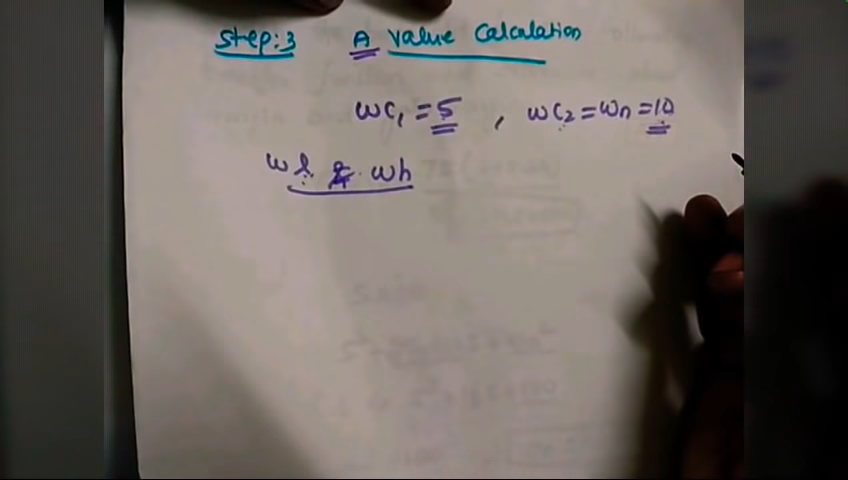 Step:3 A value calculation
wc₁ = 5 , wc₂ = wn = 10
wl & wh